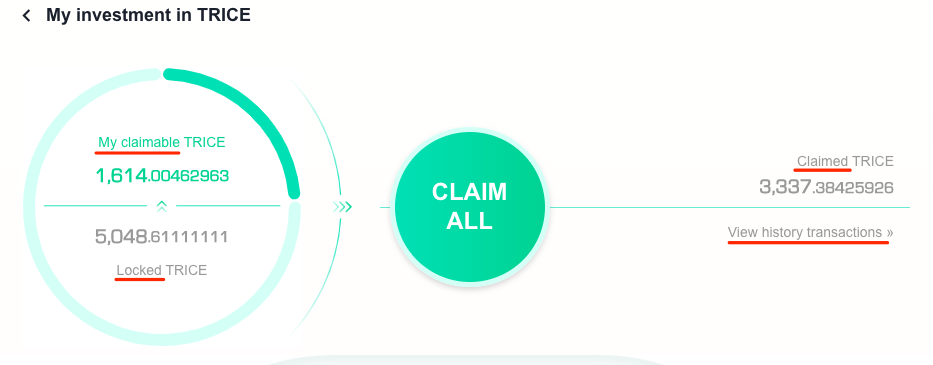 My investment in TRICE
My claimable TRICE
1,614.00462963
5,048.61111111
Locked TRICE
CLAIM
ALL
Claimed TRICE
3,337.38425926
View history transactions »